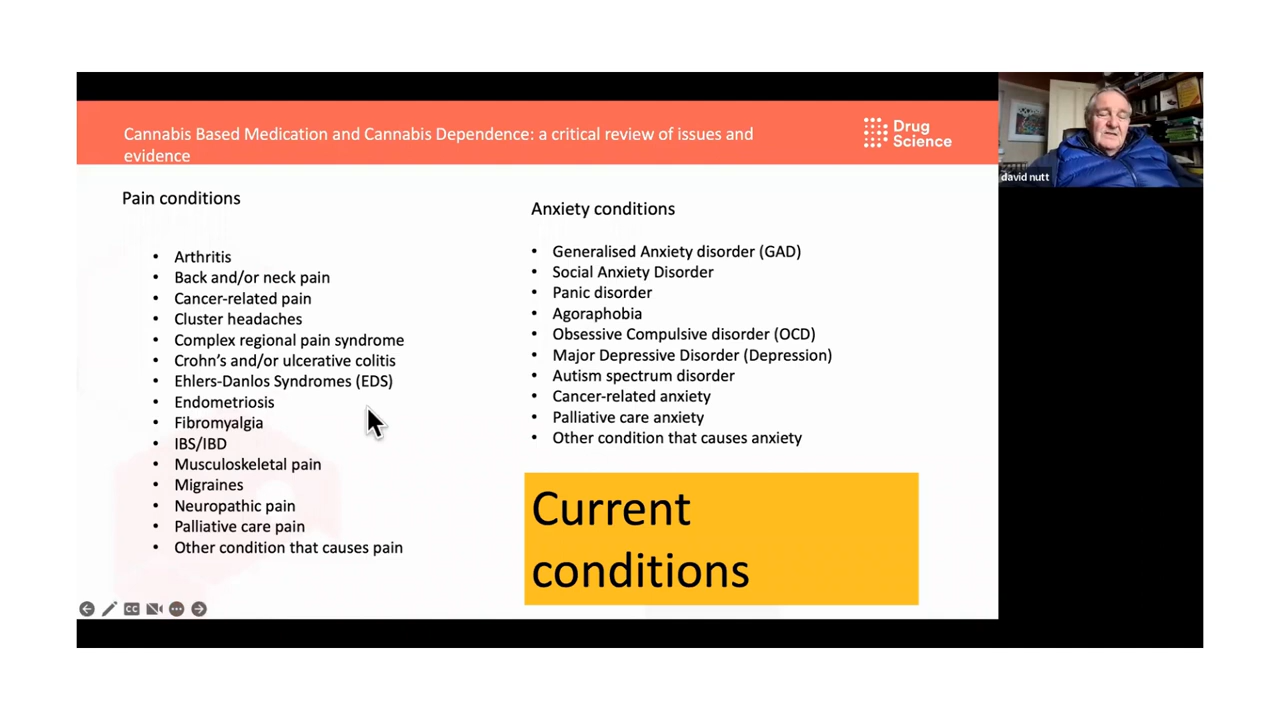 Cannabis Based Medication and Cannabis Dependence: a critical review of issues and
evidence
Drug
Science
david nutt
Pain conditions
• Arthritis
• Back and/or neck pain
• Cancer-related pain
• Cluster headaches
• Complex regional pain syndrome
• Crohn's and/or ulcerative colitis
• Ehlers-Danlos Syndromes (EDS)
• Endometriosis
• Fibromyalgia
• IBS/IBD
• Musculoskeletal pain
• Migraines
• Neuropathic pain
• Palliative care pain
• Other condition that causes pain
Anxiety conditions
• Generalised Anxiety disorder (GAD)
• Social Anxiety Disorder
• Panic disorder
• Agoraphobia
• Obsessive Compulsive disorder (OCD)
• Major Depressive Disorder (Depression)
• Autism spectrum disorder
• Cancer-related anxiety
• Palliative care anxiety
• Other condition that causes anxiety
Current
conditions
CC